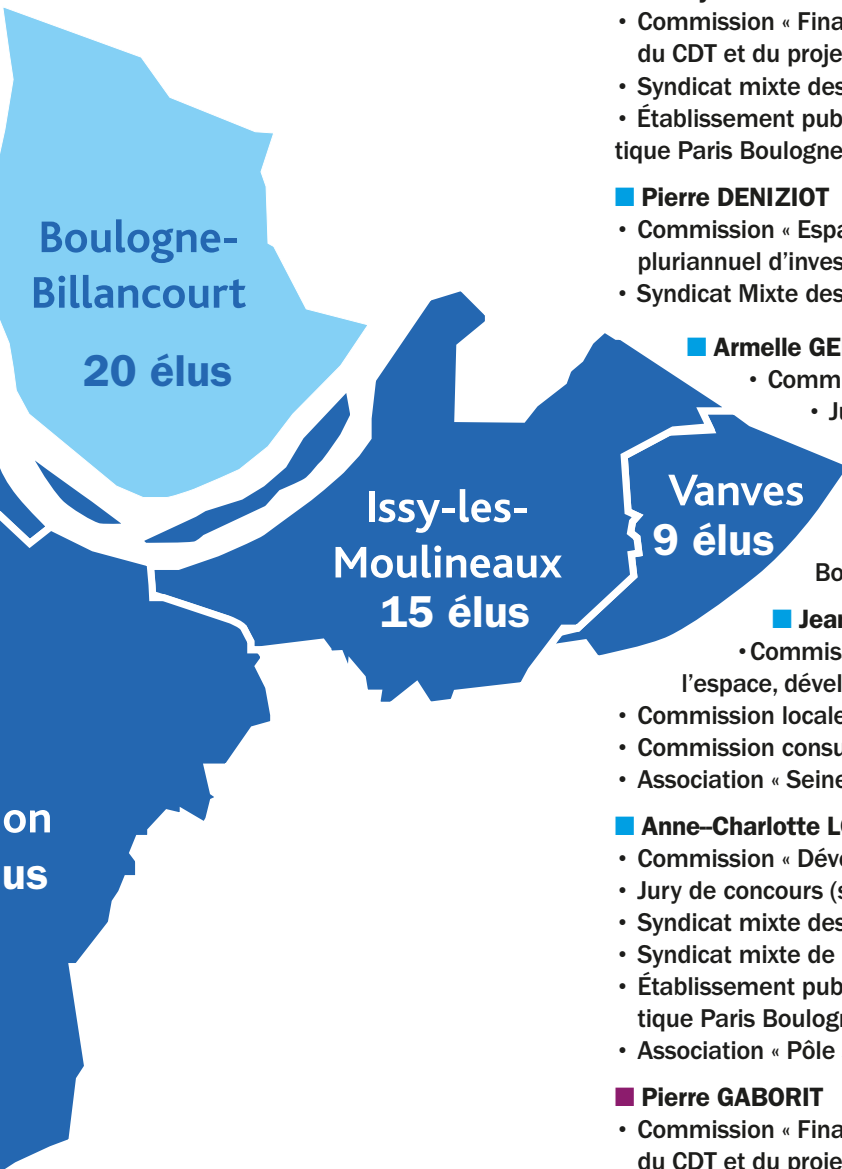 Boulogne-
Billancourt
20 élus
Issy-les-
Moulineaux
15 élus
Vanves
9 élus
on
us
• Commission « Fina
du CDT et du proje
• Syndicat mixte des
• Établissement pub
tique Paris Boulogne
Pierre DENIZIOT
• Commission « Espa
pluriannuel d’inves
• Syndicat Mixte des
Armelle GE
• Comm
• Ju
Bo
Jean
• Commis
l’espace, dével
• Commission locale
• Commission consu
• Association « Seine
Anne–Charlotte LO
• Commission « Déve
• Jury de concours (s
• Syndicat mixte des
• Syndicat mixte de
• Établissement pub
tique Paris Boulogn
• Association « Pôle
Pierre GABORIT
• Commission « Fina
du CDT et du proje